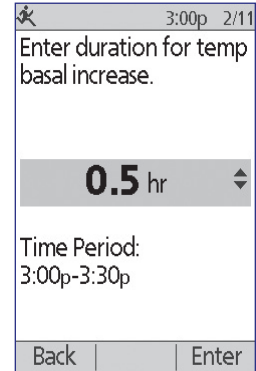 3:00p 2/11
Enter duration for temp
basal increase.
0.5 hr
Time Period:
3:00p-3:30p
Back Enter